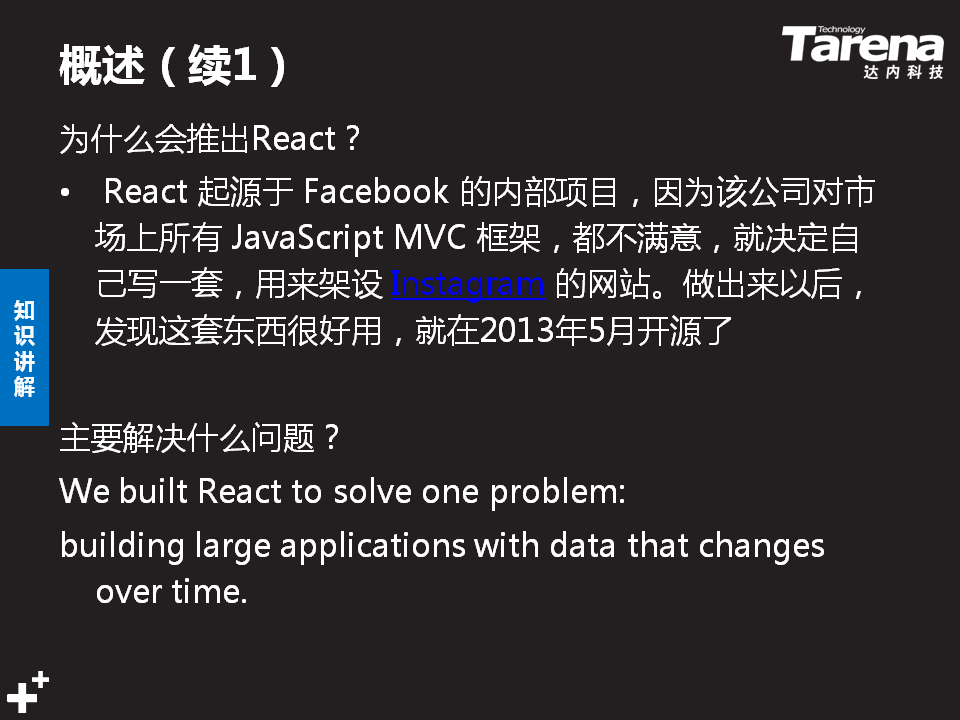 概述（续1）
Technology
Tarena
达内科技
为什么会推出React？
• React 起源于 Facebook 的内部项目，因为该公司对市
场上所有 JavaScript MVC 框架，都不满意，就决定自
己写一套，用来架设 Instagram 的网站。做出来以后，
发现这套东西很好用，就在2013年5月开源了
知识讲解
主要解决什么问题？
We built React to solve one problem:
building large applications with data that changes
over time.